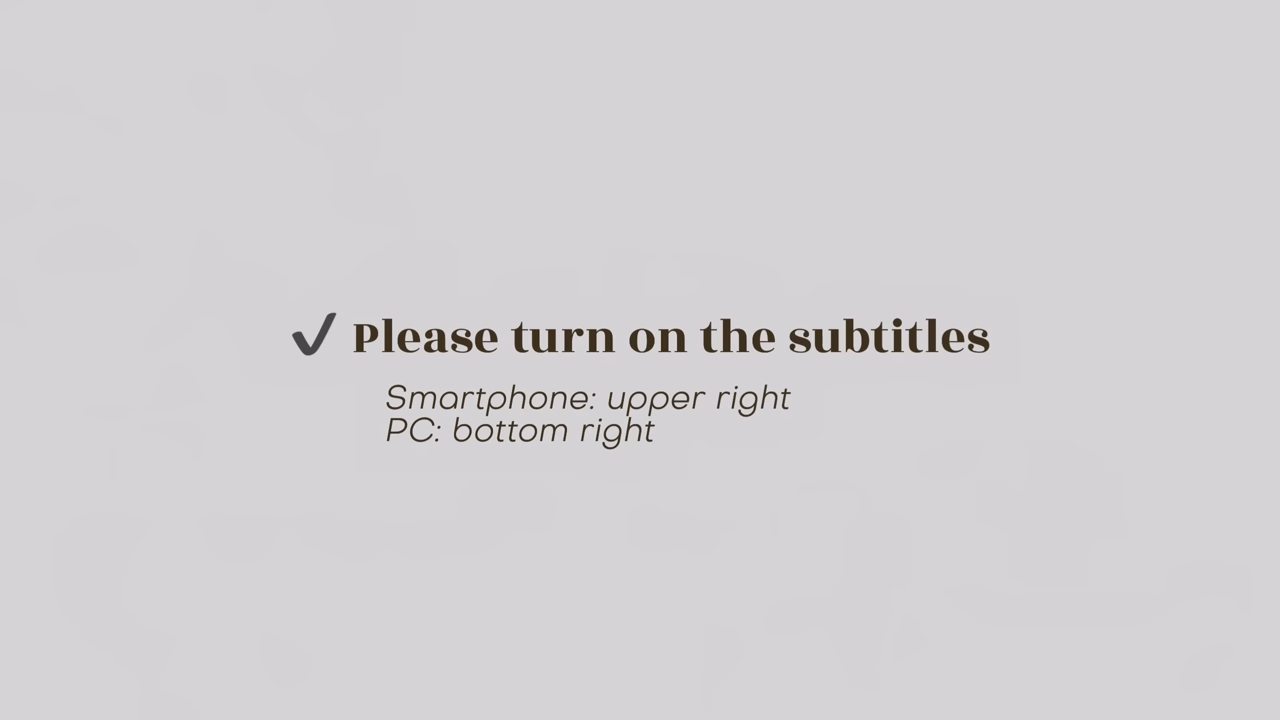 ✔ Please turn on the subtitles
Smartphone: upper right
PC: bottom right